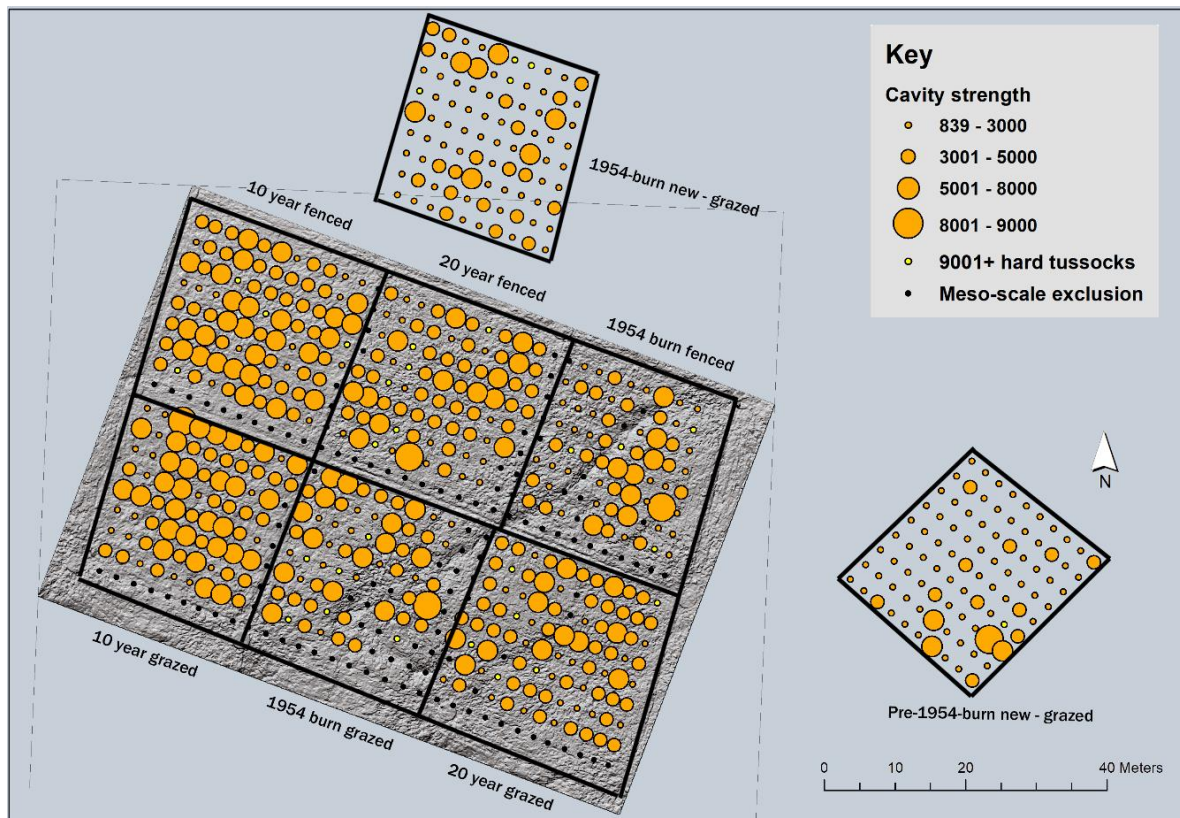 Key
Cavity strength
839 - 3000
3001 - 5000
5001 - 8000
8001 - 9000
9001+ hard tussocks
Meso-scale exclusion
1954-burn new - grazed
10 year fenced
20 year fenced
1954 burn fenced
10 year grazed
1954 burn grazed
20 year grazed
N
Pre-1954-burn new - grazed
0 10 20 40 Meters